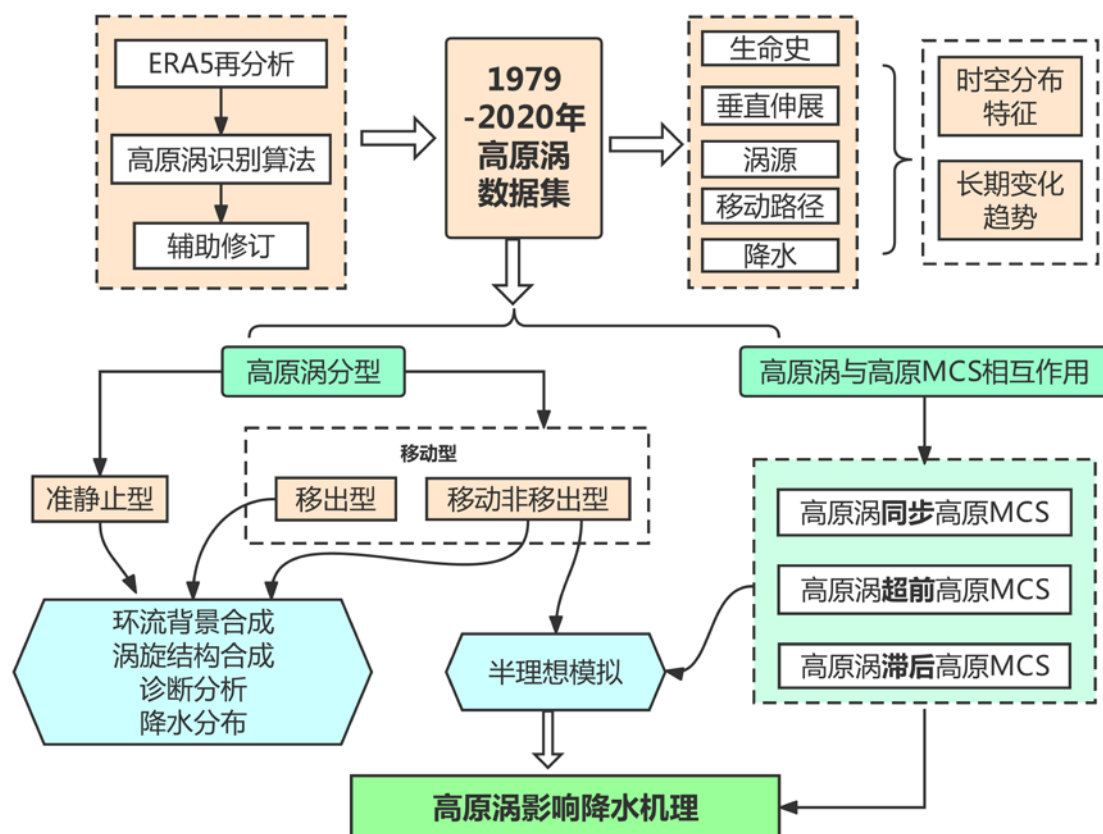 ERA5再分析
高原涡识别算法
辅助修订
1979
-2020年
高原涡
数据集
生命史
垂直伸展
涡源
移动路径
降水
时空分布
特征
长期变化
趋势
高原涡分型
高原涡与高原MCS相互作用
移动型
准静止型
移出型
移动非移出型
高原涡同步高原MCS
高原涡超前高原MCS
高原涡滞后高原MCS
环流背景合成
涡旋结构合成
诊断分析
降水分布
半理想模拟
高原涡影响降水机理